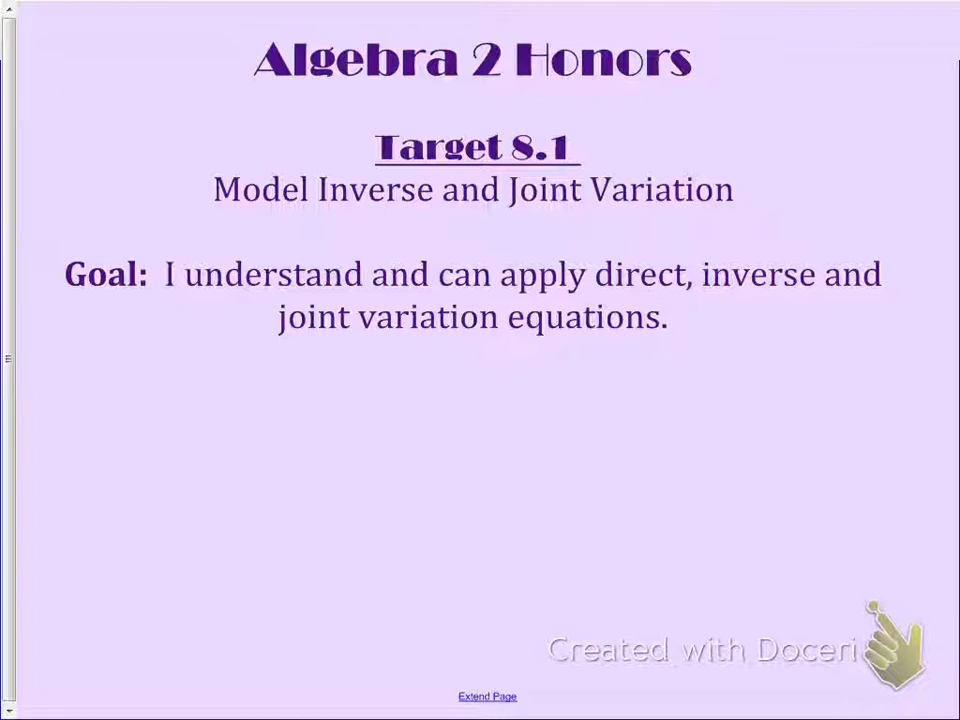 Algebra 2 Honors
Target 8.1
Model Inverse and Joint Variation
Goal: I understand and can apply direct, inverse and
joint variation equations.
Created with Doceri
Extend Page